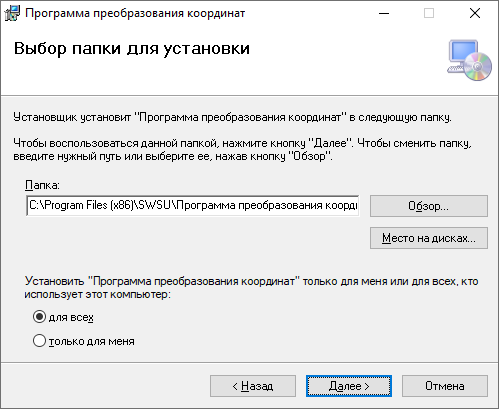 Программа преобразования координат
Выбор папки для установки
Установщик установит "Программа преобразования координат" в следующую папку.
Чтобы воспользоваться данной папкой, нажмите кнопку "Далее". Чтобы сменить папку,
введите нужный путь или выберите ее, нажав кнопку "Обзор".
Папка:
C:\Program Files (x86)\SWSU\Программа преобразования коорди
Обзор...
Место на дисках...
Установить "Программа преобразования координат" только для меня или для всех, кто
использует этот компьютер:
для всех
только для меня
< Назад
Далее >
Отмена